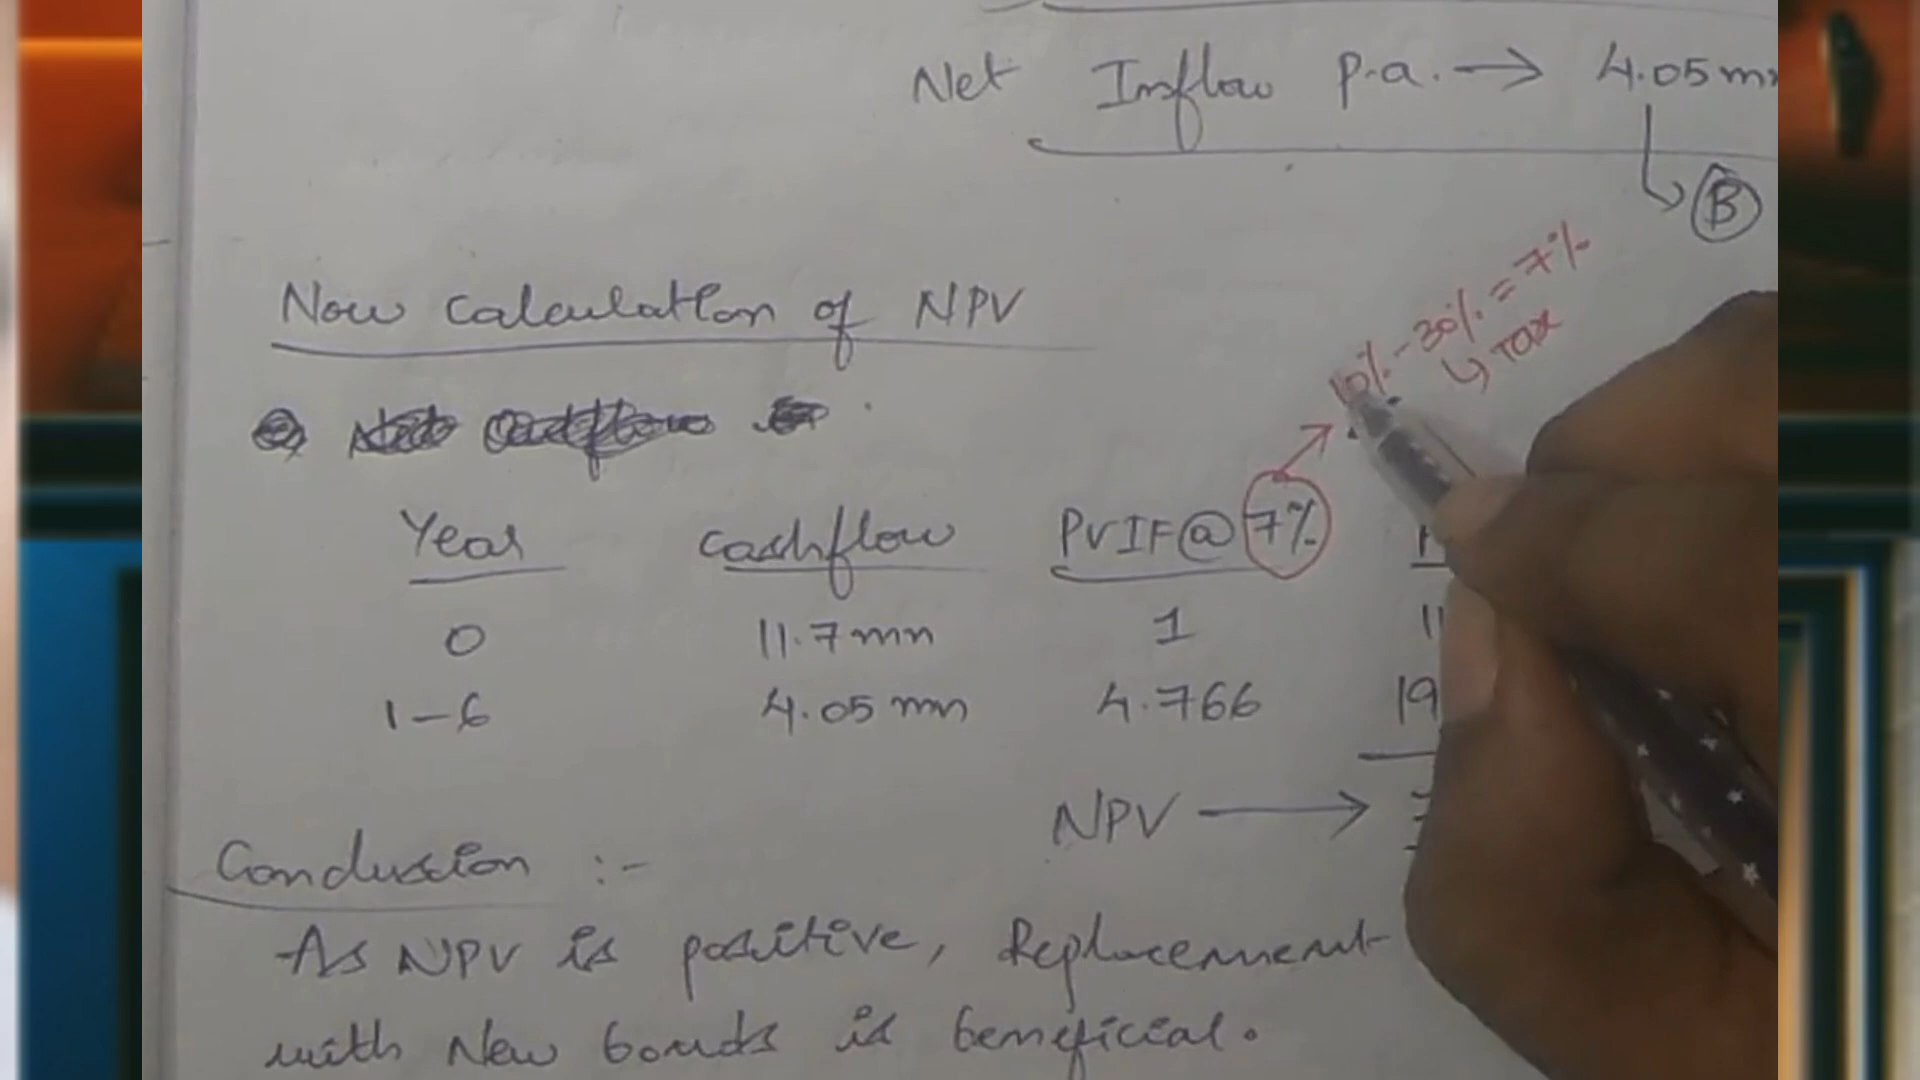 Net Inflow p.a. → 4.05 mn
B
10% - 30% = 7%
↳ Tax
Now Calculation of NPV
Year Cashflow PVIF@ 7%
0 11.7 mn 1 11
1-6 4.05 mn 4.766 19
NPV →
Conclusion :-
As NPV is positive, Replacement
with New bonds is beneficial.